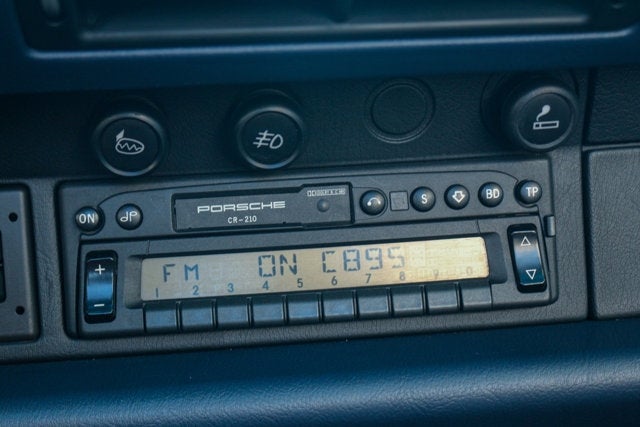 PORSCHE
CR-210
ON
S
BD
TP
FM ON C895
1 2 3 4 5 6 7 8 9 0
+
−